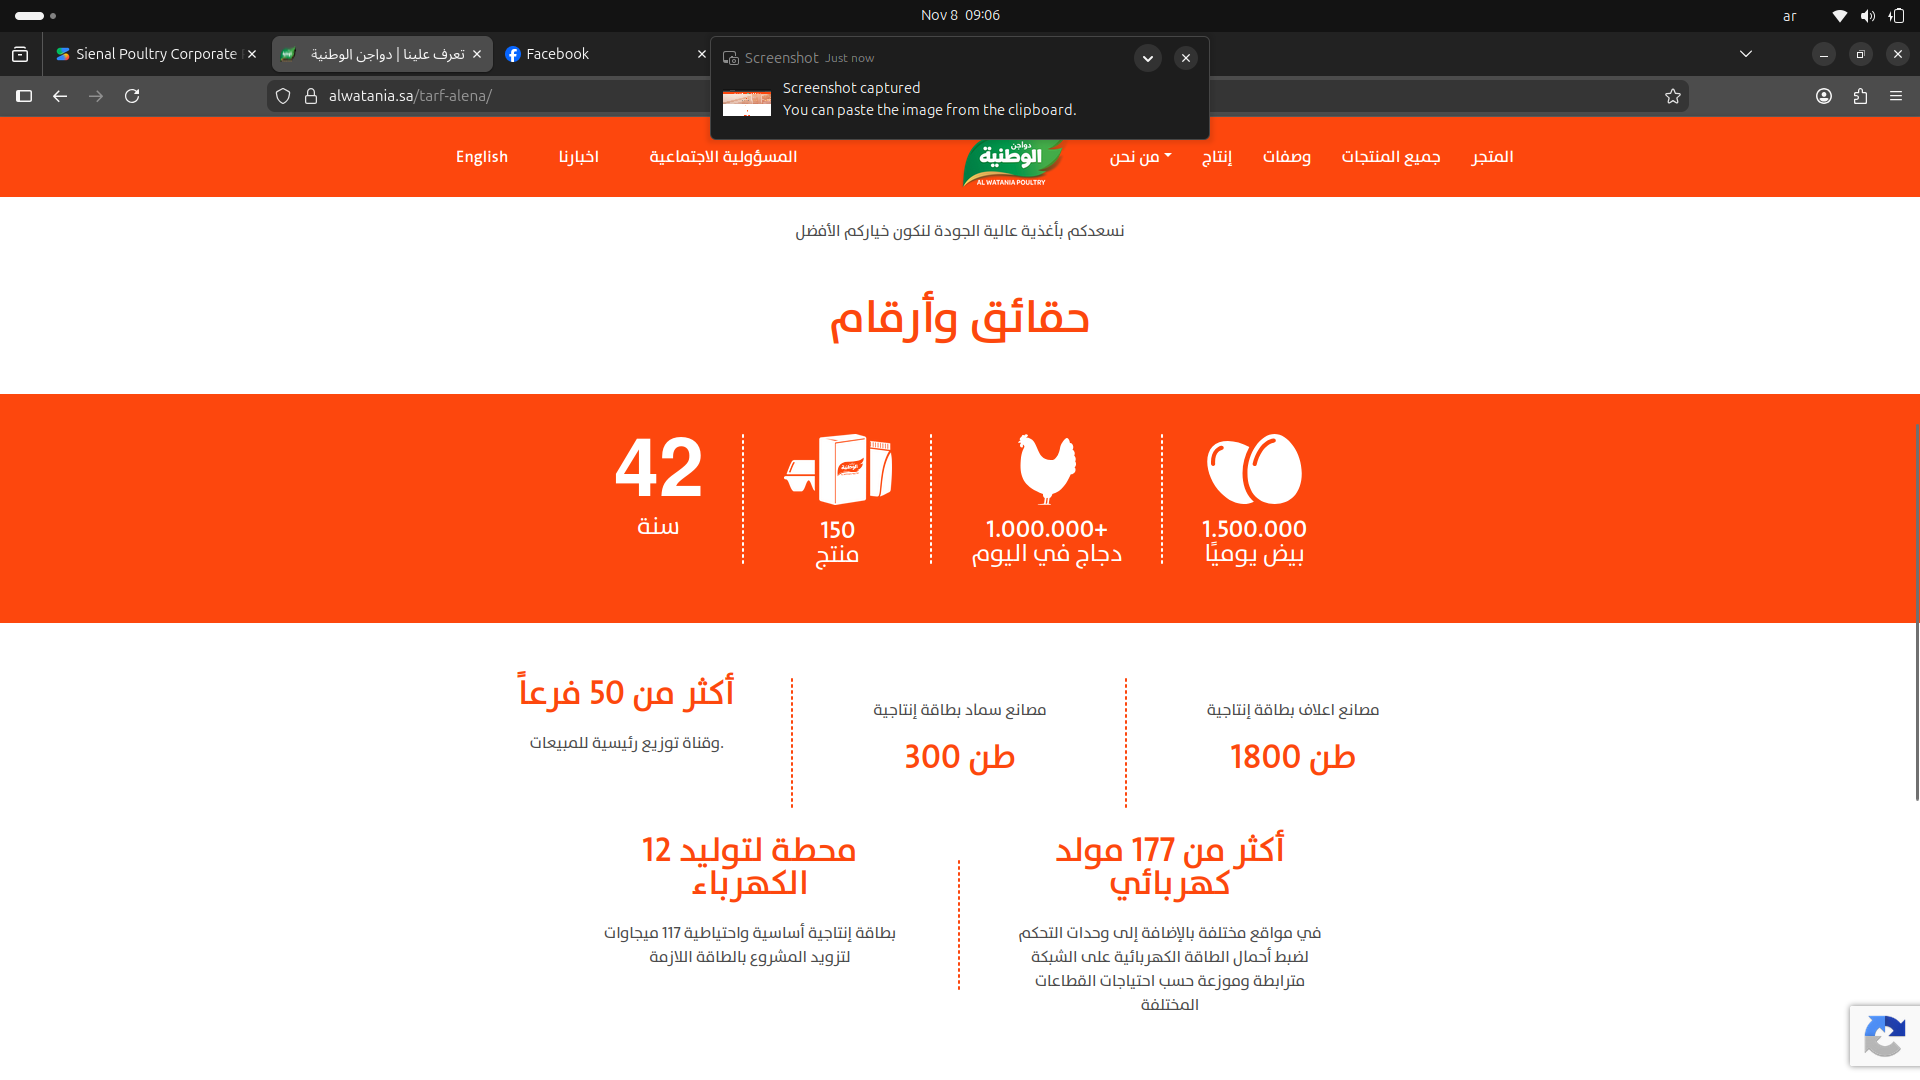 Nov 8 09:06
ar
Sienal Poultry Corporate
تعرف علينا | دواجن الوطنية
Facebook
alwatania.sa/tarf-alena/
Screenshot Just now
Screenshot captured
You can paste the image from the clipboard.
المتجر
جميع المنتجات
وصفات
إنتاج
من نحن
دواجن
الوطنية
AL WATANIA POULTRY
المسؤولية الاجتماعية
اخبارنا
English
نسعدكم بأغذية عالية الجودة لنكون خياركم الأفضل
حقائق وأرقام
1.500.000
بيض يوميًا
1.000.000+
دجاج في اليوم
الوطنية
150
منتج
42
سنة
مصانع اعلاف بطاقة إنتاجية
طن 1800
مصانع سماد بطاقة إنتاجية
طن 300
أكثر من 50 فرعاً
وقناة توزيع رئيسية للمبيعات.
أكثر من 177 مولد
كهربائي
في مواقع مختلفة بالإضافة إلى وحدات التحكم
لضبط أحمال الطاقة الكهربائية على الشبكة
مترابطة وموزعة حسب احتياجات القطاعات
المختلفة
محطة لتوليد 12
الكهرباء
بطاقة إنتاجية أساسية واحتياطية 117 ميجاوات
لتزويد المشروع بالطاقة اللازمة